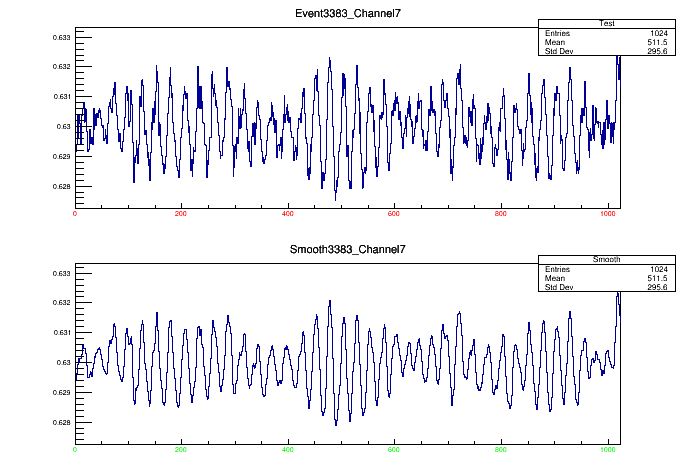 Event3383_Channel7
Test
Entries 1024
Mean 511.5
Std Dev 295.6
0.633
0.632
0.631
0.63
0.629
0.628
0 200 400 600 800 1000
Smooth3383_Channel7
Smooth
Entries 1024
Mean 511.5
Std Dev 295.6
0.633
0.632
0.631
0.63
0.629
0.628
0 200 400 600 800 1000